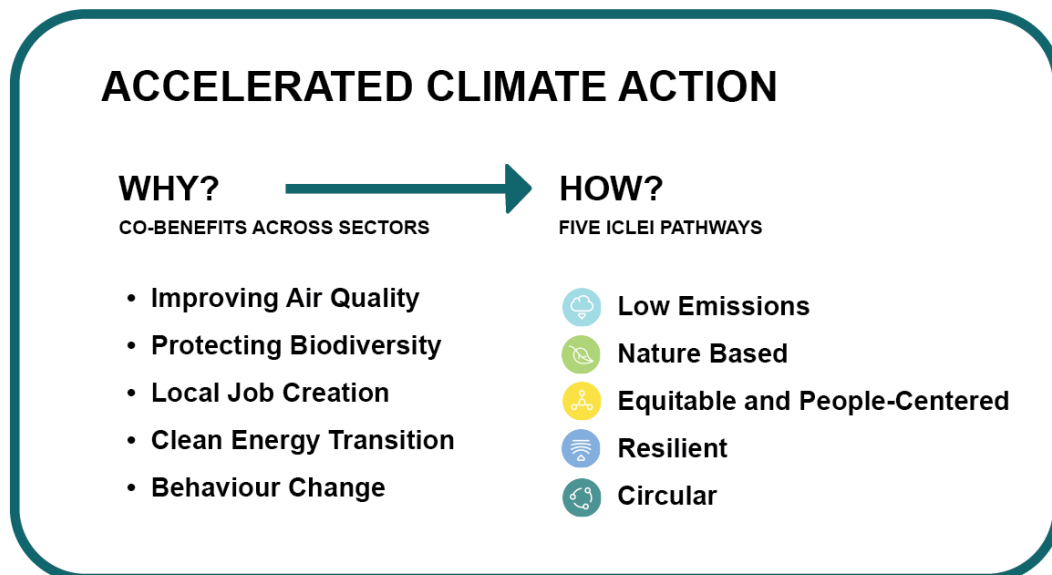 ACCELERATED CLIMATE ACTION
WHY?
CO-BENEFITS ACROSS SECTORS
• Improving Air Quality
• Protecting Biodiversity
• Local Job Creation
• Clean Energy Transition
• Behaviour Change
HOW?
FIVE ICLEI PATHWAYS
Low Emissions
Nature Based
Equitable and People-Centered
Resilient
Circular